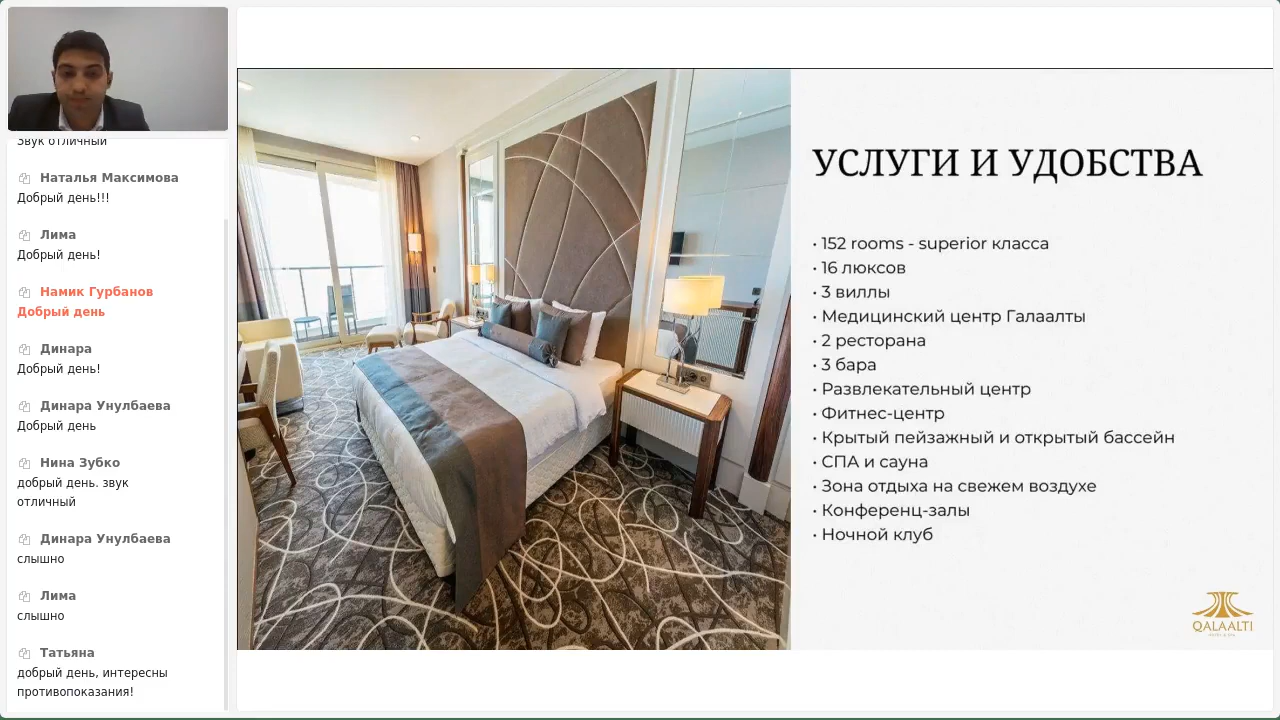 Звук отличный
Наталья Максимова
Добрый день!!!
Лима
Добрый день!
Намик Гурбанов
Добрый день
Динара
Добрый день!
Динара Унулбаева
Добрый день
Нина Зубко
добрый день. звук
отличный
Динара Унулбаева
слышно
Лима
слышно
Татьяна
добрый день, интересны
противопоказания!
УСЛУГИ И УДОБСТВА
• 152 rooms - superior класса
• 16 люксов
• 3 виллы
• Медицинский центр Галаалты
• 2 ресторана
• 3 бара
• Развлекательный центр
• Фитнес-центр
• Крытый пейзажный и открытый бассейн
• СПА и сауна
• Зона отдыха на свежем воздухе
• Конференц-залы
• Ночной клуб
QALAALTI
HOTEL & SPA